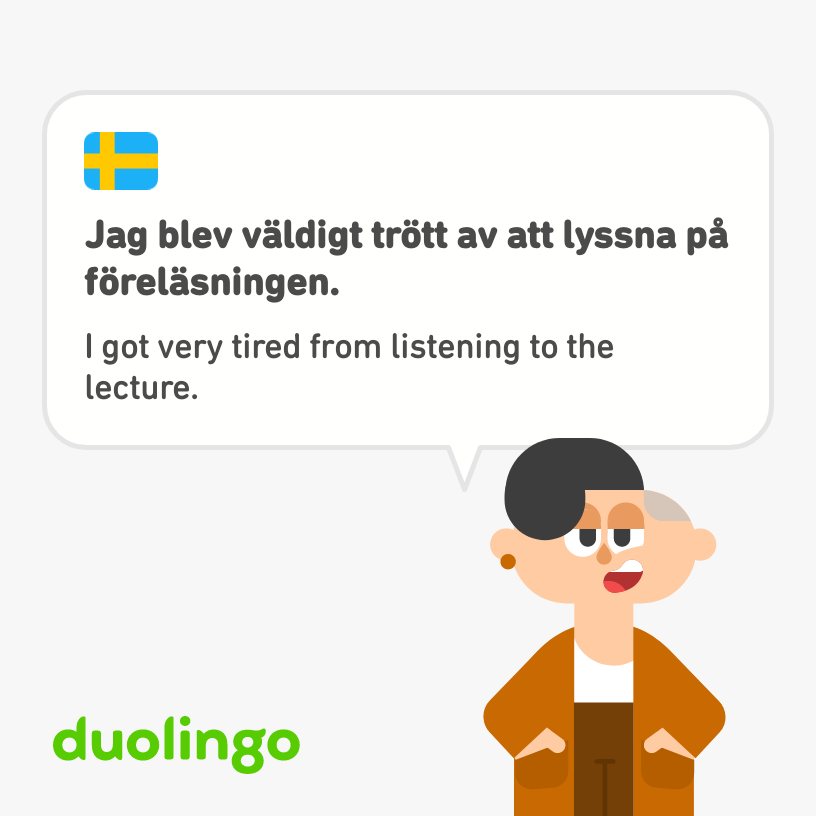 Jag blev väldigt trött av att lyssna på
föreläsningen.
I got very tired from listening to the
lecture.
duolingo